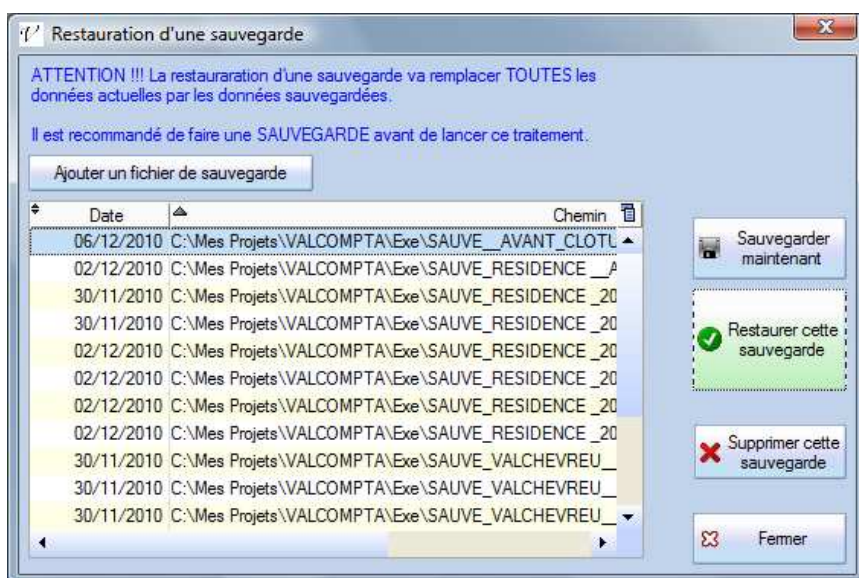 Restauration d'une sauvegarde
ATTENTION !!! La restauraration d'une sauvegarde va remplacer TOUTES les
données actuelles par les données sauvegardées.
Il est recommandé de faire une SAUVEGARDE avant de lancer ce traitement.
Ajouter un fichier de sauvegarde
Date Chemin
06/12/2010 C:\Mes Projets\VALCOMPTA\Exe\SAUVE__AVANT_CLOTU
02/12/2010 C:\Mes Projets\VALCOMPTA\Exe\SAUVE_RESIDENCE __A
30/11/2010 C:\Mes Projets\VALCOMPTA\Exe\SAUVE_RESIDENCE _20
30/11/2010 C:\Mes Projets\VALCOMPTA\Exe\SAUVE_RESIDENCE _20
02/12/2010 C:\Mes Projets\VALCOMPTA\Exe\SAUVE_RESIDENCE _20
02/12/2010 C:\Mes Projets\VALCOMPTA\Exe\SAUVE_RESIDENCE _20
02/12/2010 C:\Mes Projets\VALCOMPTA\Exe\SAUVE_RESIDENCE _20
02/12/2010 C:\Mes Projets\VALCOMPTA\Exe\SAUVE_RESIDENCE _20
30/11/2010 C:\Mes Projets\VALCOMPTA\Exe\SAUVE_VALCHEVREU__
30/11/2010 C:\Mes Projets\VALCOMPTA\Exe\SAUVE_VALCHEVREU__
30/11/2010 C:\Mes Projets\VALCOMPTA\Exe\SAUVE_VALCHEVREU__
Sauvegarder
maintenant
Restaurer cette
sauvegarde
Supprimer cette
sauvegarde
Fermer